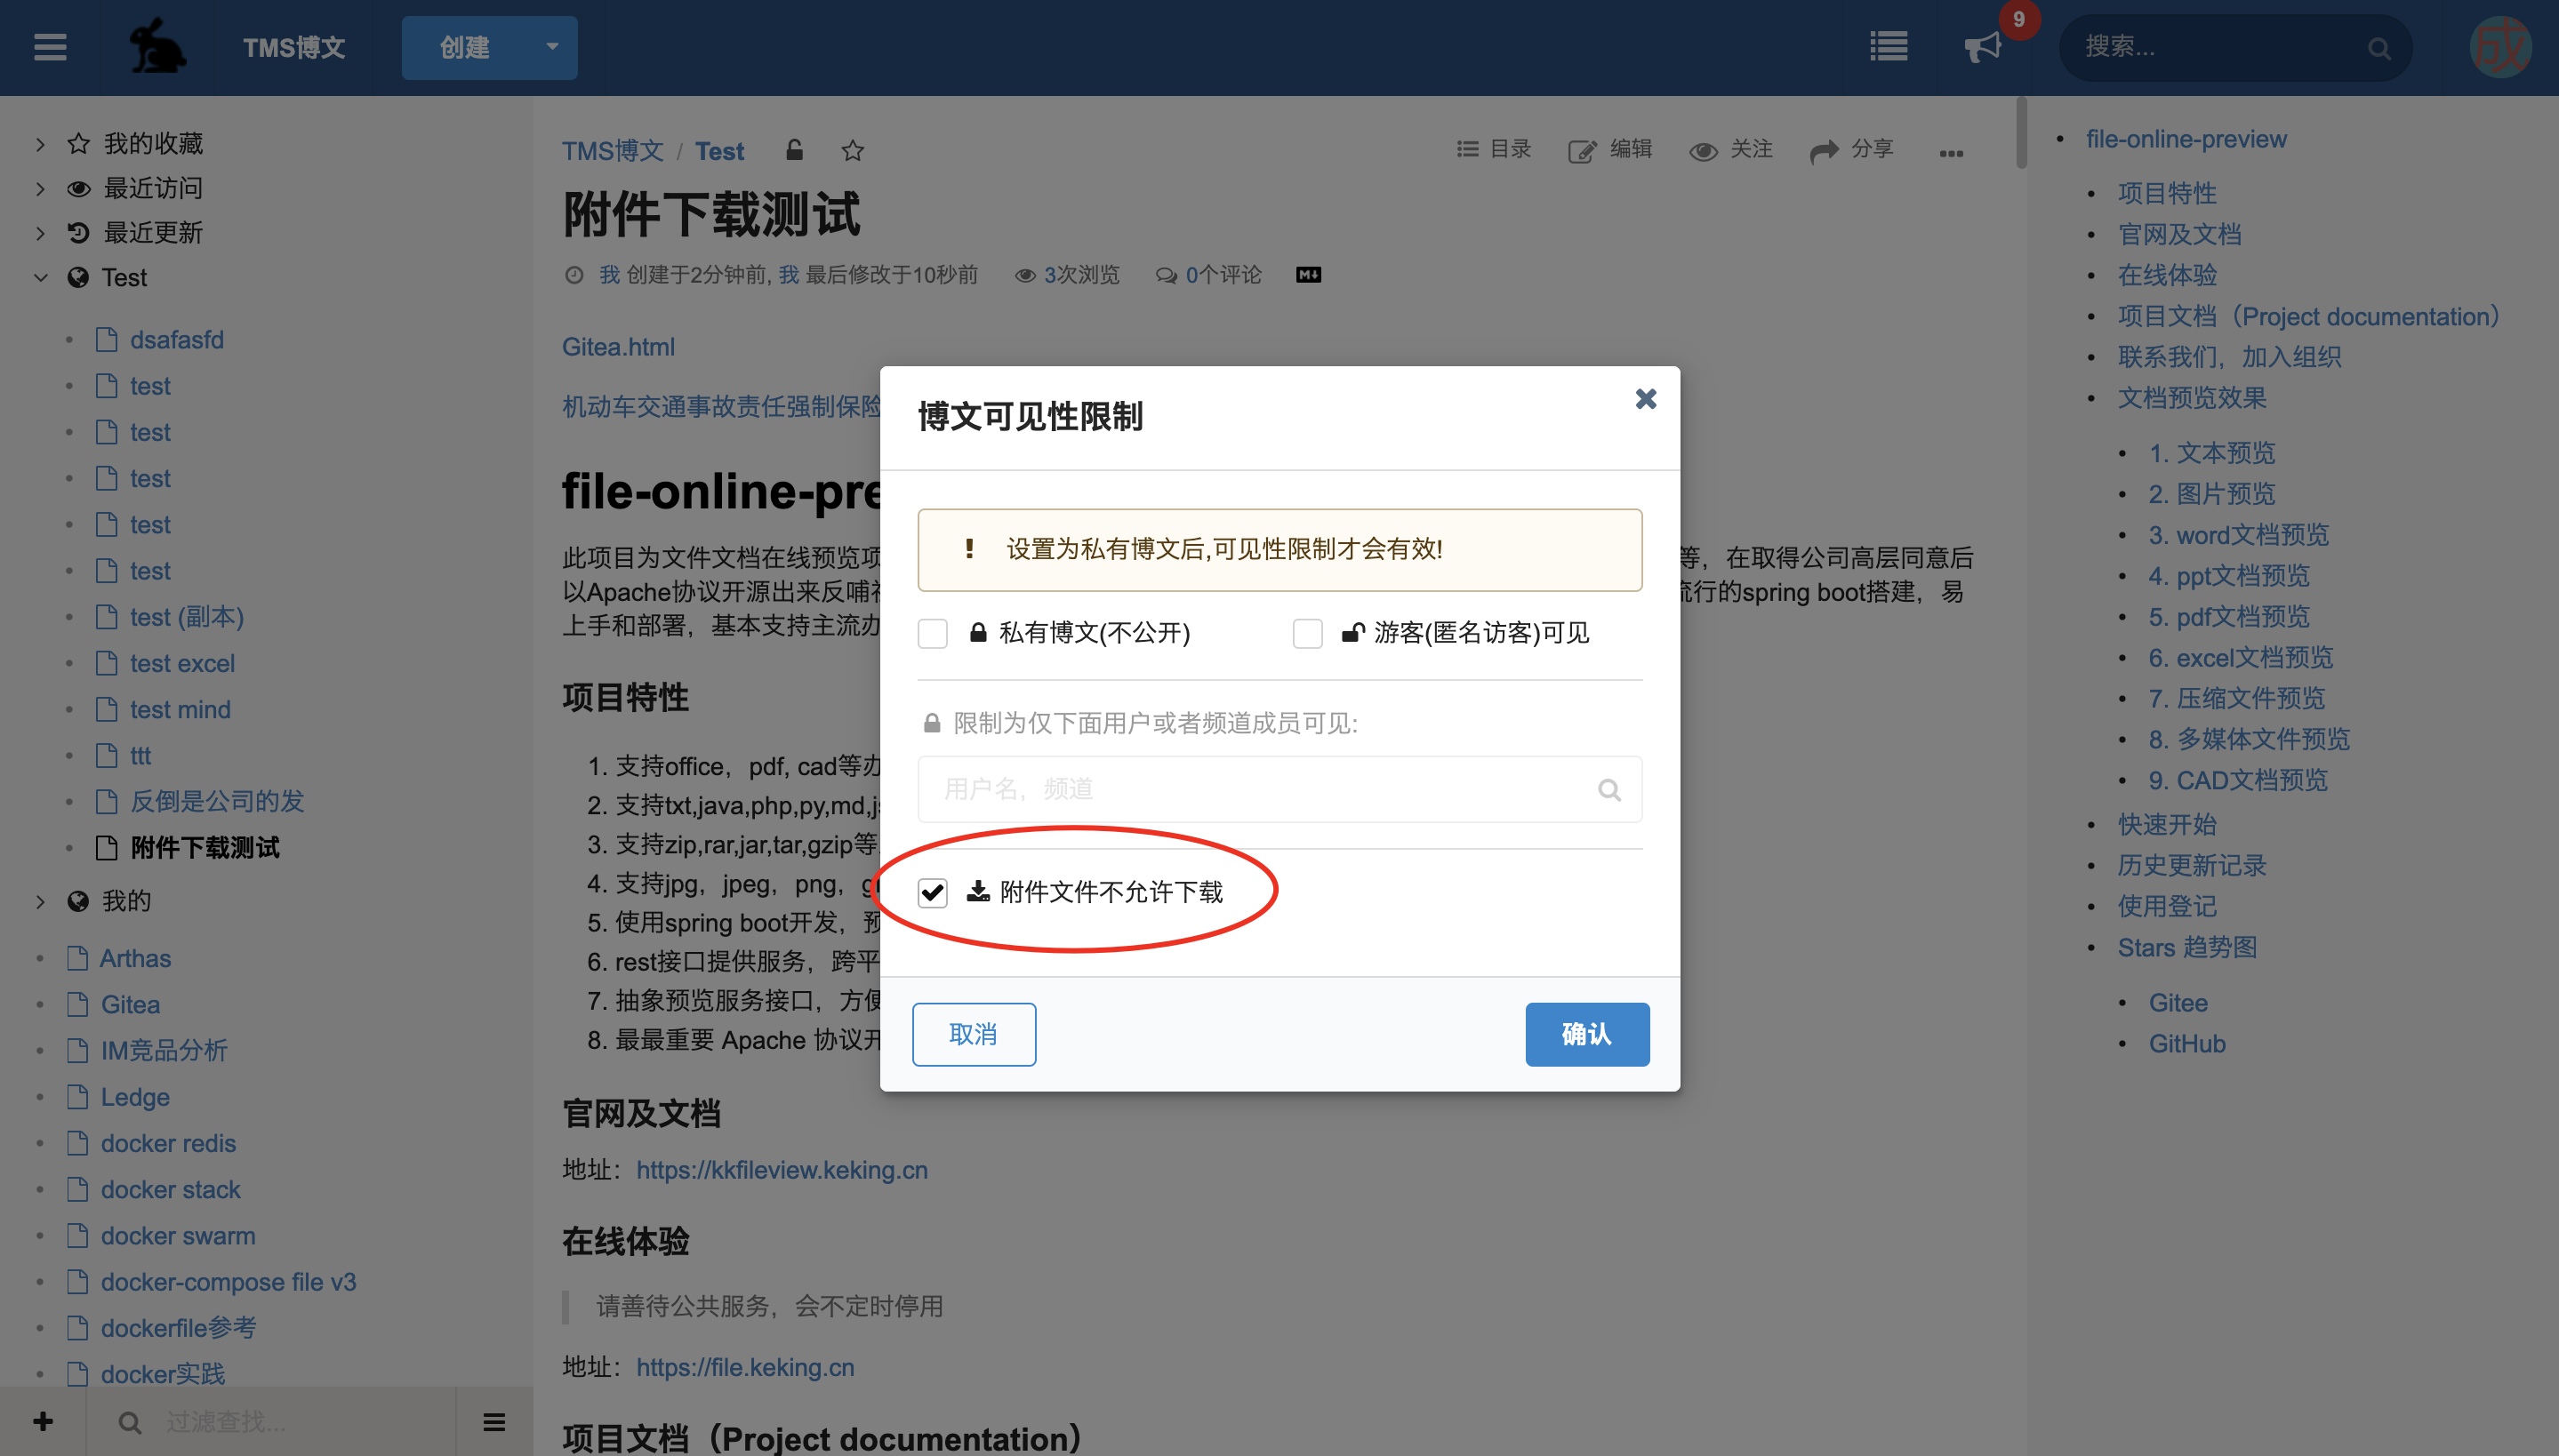 TMS博文
创建
9
搜索...
成
我的收藏
最近访问
最近更新
Test
dsafasfd
test
test
test
test
test
test (副本)
test excel
test mind
ttt
反倒是公司的发
附件下载测试
我的
Arthas
Gitea
IM竞品分析
Ledge
docker redis
docker stack
docker swarm
docker-compose file v3
dockerfile参考
docker实践
过滤查找...
TMS博文 / Test
目录
编辑
关注
分享
附件下载测试
我 创建于2分钟前, 我 最后修改于10秒前 3次浏览 0个评论
Gitea.html
机动车交通事故责任强制保险
file-online-pre
此项目为文件文档在线预览项 等，在取得公司高层同意后
以Apache协议开源出来反哺 流行的spring boot搭建，易
上手和部署，基本支持主流办
项目特性
1. 支持office，pdf, cad等办
2. 支持txt,java,php,py,md,js
3. 支持zip,rar,jar,tar,gzip等
4. 支持jpg，jpeg，png，g
5. 使用spring boot开发，预
6. rest接口提供服务，跨平
7. 抽象预览服务接口，方便
8. 最最重要 Apache 协议开
官网及文档
地址：https://kkfileview.keking.cn
在线体验
请善待公共服务，会不定时停用
地址：https://file.keking.cn
项目文档（Project documentation）
博文可见性限制
! 设置为私有博文后,可见性限制才会有效!
私有博文(不公开)
游客(匿名访客)可见
限制为仅下面用户或者频道成员可见:
用户名，频道
附件文件不允许下载
取消
确认
file-online-preview
项目特性
官网及文档
在线体验
项目文档（Project documentation）
联系我们，加入组织
文档预览效果
1. 文本预览
2. 图片预览
3. word文档预览
4. ppt文档预览
5. pdf文档预览
6. excel文档预览
7. 压缩文件预览
8. 多媒体文件预览
9. CAD文档预览
快速开始
历史更新记录
使用登记
Stars 趋势图
Gitee
GitHub